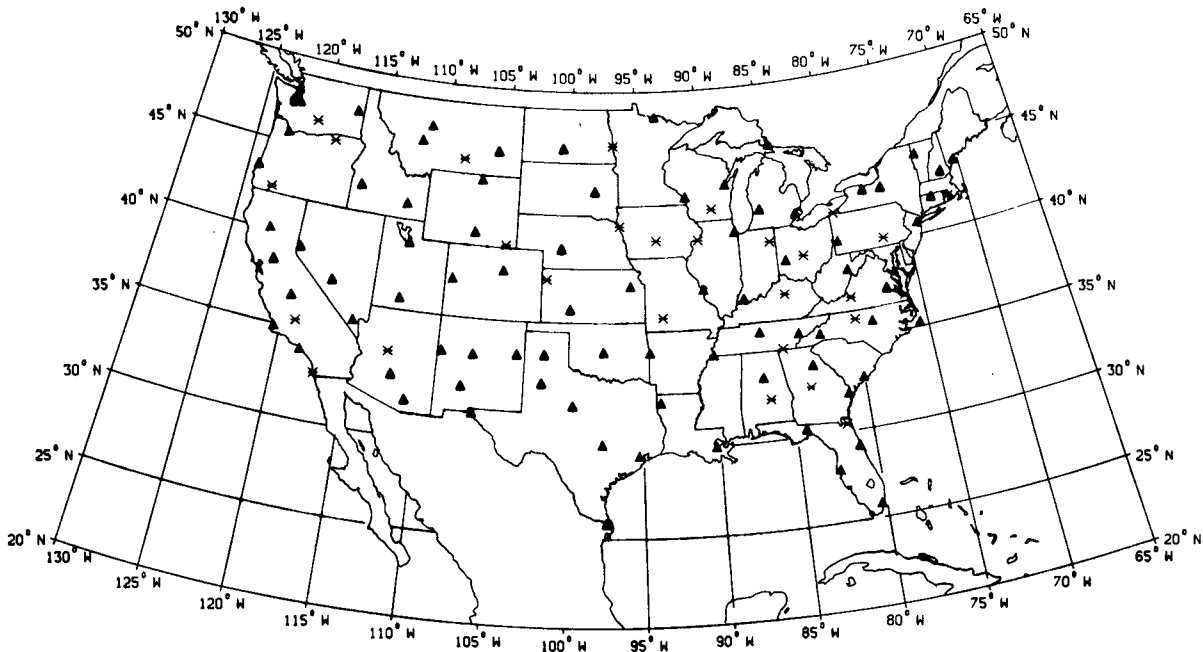 130° W
125° W
120° W
115° W
110° W
105° W
100° W
95° W
90° W
85° W
80° W
75° W
70° W
65° W
50° N
50° N
45° N
45° N
40° N
40° N
35° N
35° N
30° N
30° N
25° N
25° N
20° N
20° N
130° W
125° W
120° W
115° W
110° W
105° W
100° W
95° W
90° W
85° W
80° W
75° W
70° W
65° W